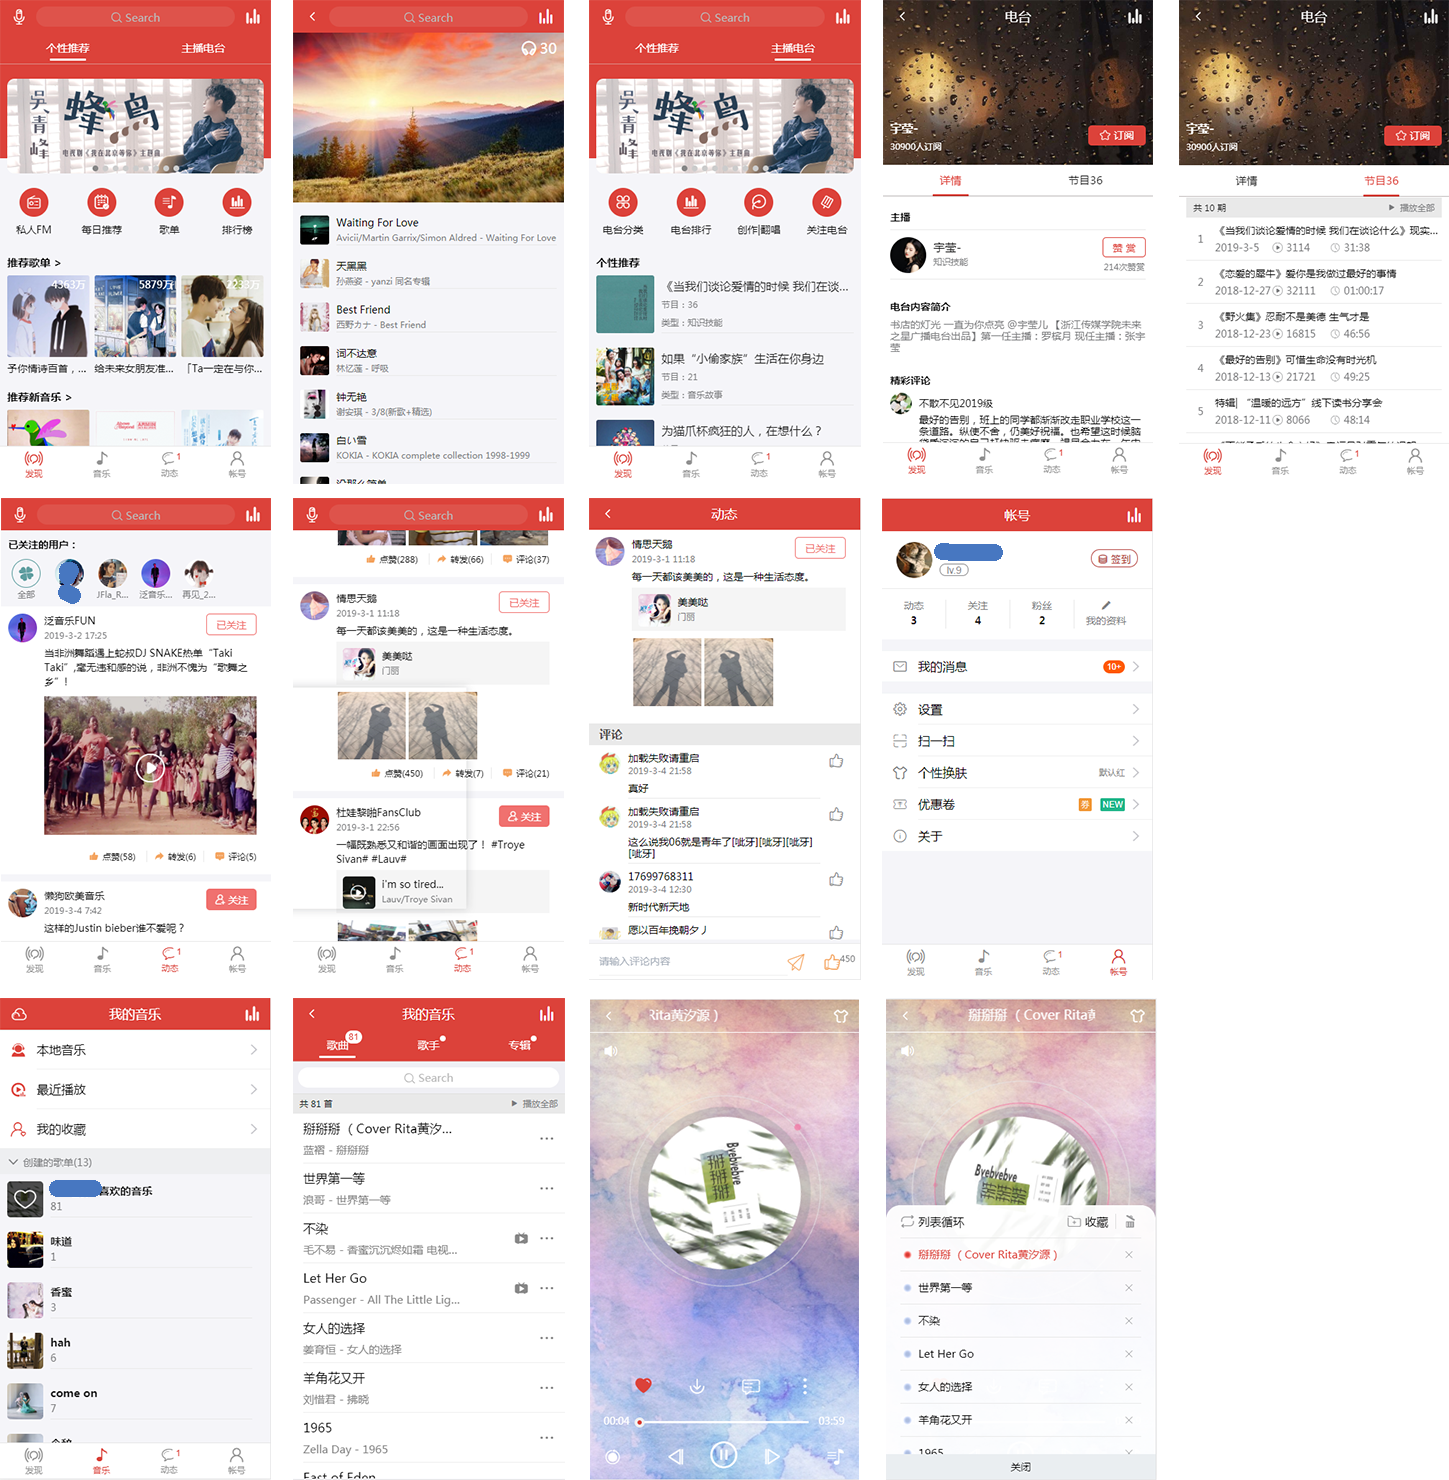 Search
个性推荐
主播电台
吴青峰
蜂鸟
电视剧《我在北京等你》主题曲
私人FM
每日推荐
歌单
排行榜
推荐歌单 >
4363万
5879万
2233万
予你情诗百首，...
给未来女朋友准...
「Ta一定在与你...
推荐新音乐 >
发现
音乐
1
动态
帐号
Search
30
Waiting For Love
Avicii/Martin Garrix/Simon Aldred - Waiting For Love
天黑黑
孙燕姿 - yanzi 同名专辑
Best Friend
西野カナ - Best Friend
词不达意
林忆莲 - 呼吸
钟无艳
谢安琪 - 3/8(新歌+精选)
白い雪
KOKIA - KOKIA complete collection 1998-1999
没那么简单
Search
个性推荐
主播电台
吴青峰
蜂鸟
电视剧《我在北京等你》主题曲
电台分类
电台排行
创作|翻唱
关注电台
个性推荐
《当我们谈论爱情的时候 我们在谈...
节目：36
类型：知识技能
如果“小偷家族”生活在你身边
节目：21
类型：音乐故事
为猫爪杯疯狂的人，在想什么？
发现
音乐
1
动态
帐号
电台
宇莹-
30900人订阅
订阅
详情
节目36
主播
宇莹-
知识技能
赞 赏
214次赞赏
电台内容简介
书店的灯光 一直为你点亮 @宇莹儿 【浙江传媒学院未来
之星广播电台出品】第一任主播：罗槟月 现任主播：张宇
莹
精彩评论
不散不见2019级
最好的告别，班上的同学都渐渐改走职业学校这一
条道路。纵使不舍，仍美好祝福。也希望这时候脑
发现
音乐
1
动态
帐号
电台
宇莹-
30900人订阅
订阅
详情
节目36
共 10 期
播放全部
1
《当我们谈论爱情的时候 我们在谈论什么》现实...
2019-3-5
3114
31:38
2
《恋爱的犀牛》爱你是我做过最好的事情
2018-12-27
32111
01:00:17
3
《野火集》忍耐不是美德 生气才是
2018-12-23
16815
46:56
4
《最好的告别》可惜生命没有时光机
2018-12-13
21721
49:25
5
特辑| “温暖的远方”线下读书分享会
2018-12-11
8066
48:14
发现
音乐
1
动态
帐号
Search
已关注的用户：
全部
JFla_R...
泛音乐...
再见_2...
泛音乐FUN
2019-3-2 17:25
已关注
当非洲舞蹈遇上蛇叔DJ SNAKE热单“Taki
Taki”,毫无违和感的说，非洲不愧为“歌舞之
乡”！
点赞(58)
转发(6)
评论(5)
懒狗欧美音乐
2019-3-4 7:42
关注
这样的Justin bieber谁不爱呢？
发现
音乐
1
动态
帐号
Search
点赞(288)
转发(66)
评论(37)
情思天鹅
2019-3-1 11:18
已关注
每一天都该美美的，这是一种生活态度。
美美哒
门丽
点赞(450)
转发(7)
评论(21)
杜娃黎啪FansClub
2019-3-1 22:56
关注
一幅既熟悉又和谐的画面出现了！ #Troye
Sivan# #Lauv#
i'm so tired...
Lauv/Troye Sivan
发现
音乐
1
动态
帐号
动态
情思天鹅
2019-3-1 11:18
已关注
每一天都该美美的，这是一种生活态度。
美美哒
门丽
评论
加载失败请重启
2019-3-4 21:58
真好
加载失败请重启
2019-3-4 21:58
这么说我06就是青年了[呲牙][呲牙][呲牙]
[呲牙]
17699768311
2019-3-4 12:30
新时代新天地
愿以百年挽朝夕丿
请输入评论内容
450
帐号
lv.9
签到
动态
3
关注
4
粉丝
2
我的资料
我的消息
10+
设置
扫一扫
个性换肤
默认红
优惠卷
券
NEW
关于
发现
音乐
1
动态
帐号
我的音乐
本地音乐
最近播放
我的收藏
创建的歌单(13)
喜欢的音乐
81
味道
1
香蜜
3
hah
6
come on
7
发现
音乐
1
动态
帐号
我的音乐
歌曲
81
歌手
专辑
Search
共 81 首
播放全部
掰掰掰（ Cover Rita黄汐...
蓝褶 - 掰掰掰
世界第一等
浪哥 - 世界第一等
不染
毛不易 - 香蜜沉沉烬如霜 电视...
Let Her Go
Passenger - All The Little Lig...
女人的选择
姜育恒 - 女人的选择
羊角花又开
刘惜君 - 拂晓
1965
Zella Day - 1965
East of Eden
Rita黄汐源 ）
Byebyebye
掰掰掰
00:04
03:59
掰掰掰（ Cover Rita黄
Byebyebye
列表循环
收藏
掰掰掰（ Cover Rita黄汐源 ）
世界第一等
不染
Let Her Go
女人的选择
羊角花又开
1965
关闭